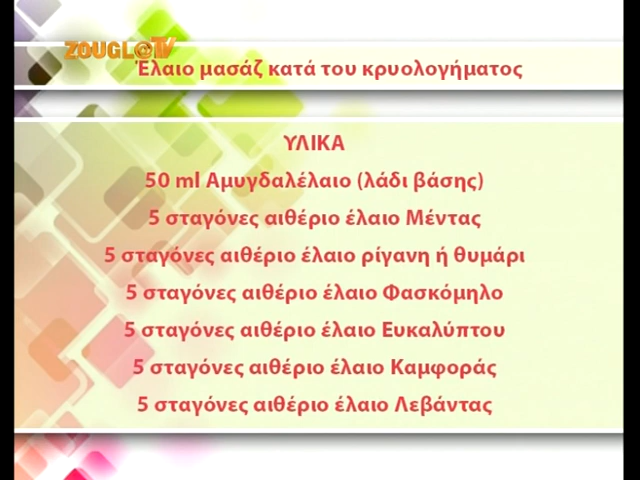 ZOUGL@TV
Έλαιο μασάζ κατά του κρυολογήματος
ΥΛΙΚΑ
50 ml Αμυγδαλέλαιο (λάδι βάσης)
5 σταγόνες αιθέριο έλαιο Μέντας
5 σταγόνες αιθέριο έλαιο ρίγανη ή θυμάρι
5 σταγόνες αιθέριο έλαιο Φασκόμηλο
5 σταγόνες αιθέριο έλαιο Ευκαλύπτου
5 σταγόνες αιθέριο έλαιο Καμφοράς
5 σταγόνες αιθέριο έλαιο Λεβάντας